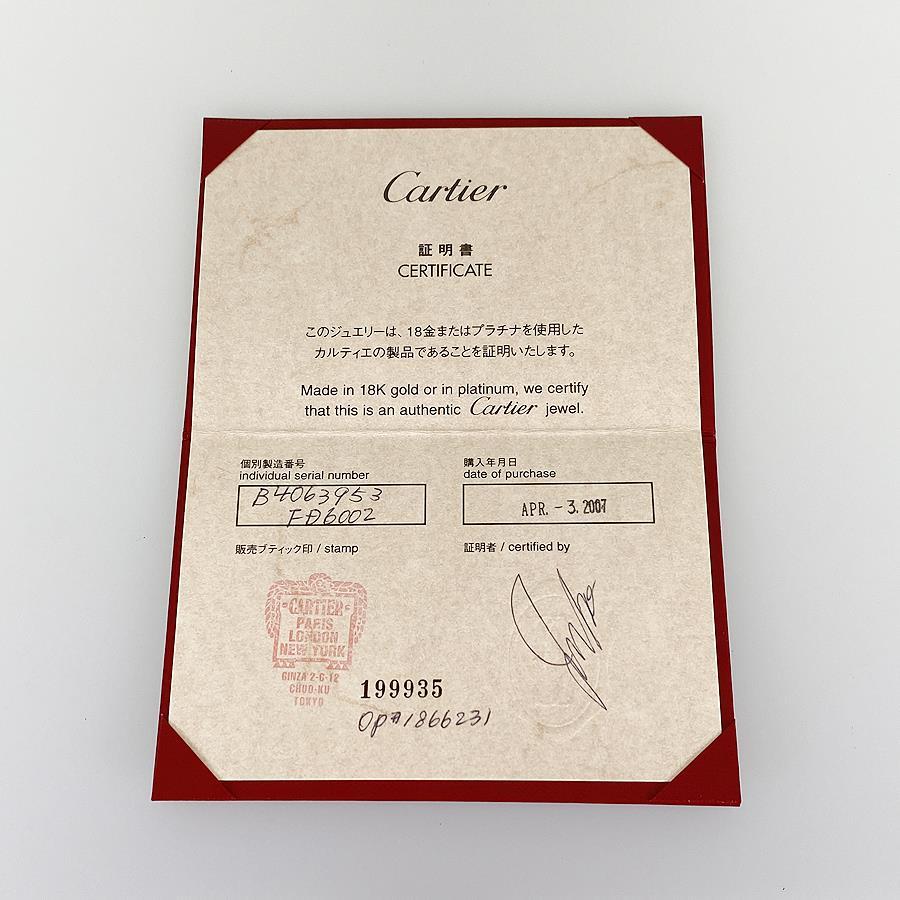 Cartier
証明書
CERTIFICATE
このジュエリーは、18金またはプラチナを使用した
カルティエの製品であることを証明いたします。
Made in 18K gold or in platinum, we certify
that this is an authentic Cartier jewel.
個別製造番号
individual serial number
B4063953
購入年月日
date of purchase
APR. - 3. 2007
販売ブティック印 / stamp
証明者 / certified by
CARTIER
PARIS
LONDON
NEW YORK
GINZA 2-6-12
CHUO-KU
TOKYO
199935